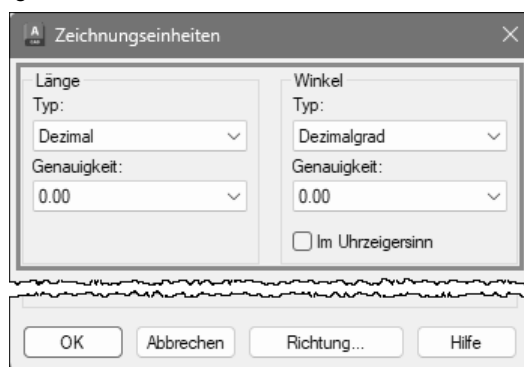 A
CAD
Zeichnungseinheiten
Länge
Typ:
Dezimal
Genauigkeit:
0.00
Winkel
Typ:
Dezimalgrad
Genauigkeit:
0.00
Im Uhrzeigersinn
OK Abbrechen Richtung... Hilfe